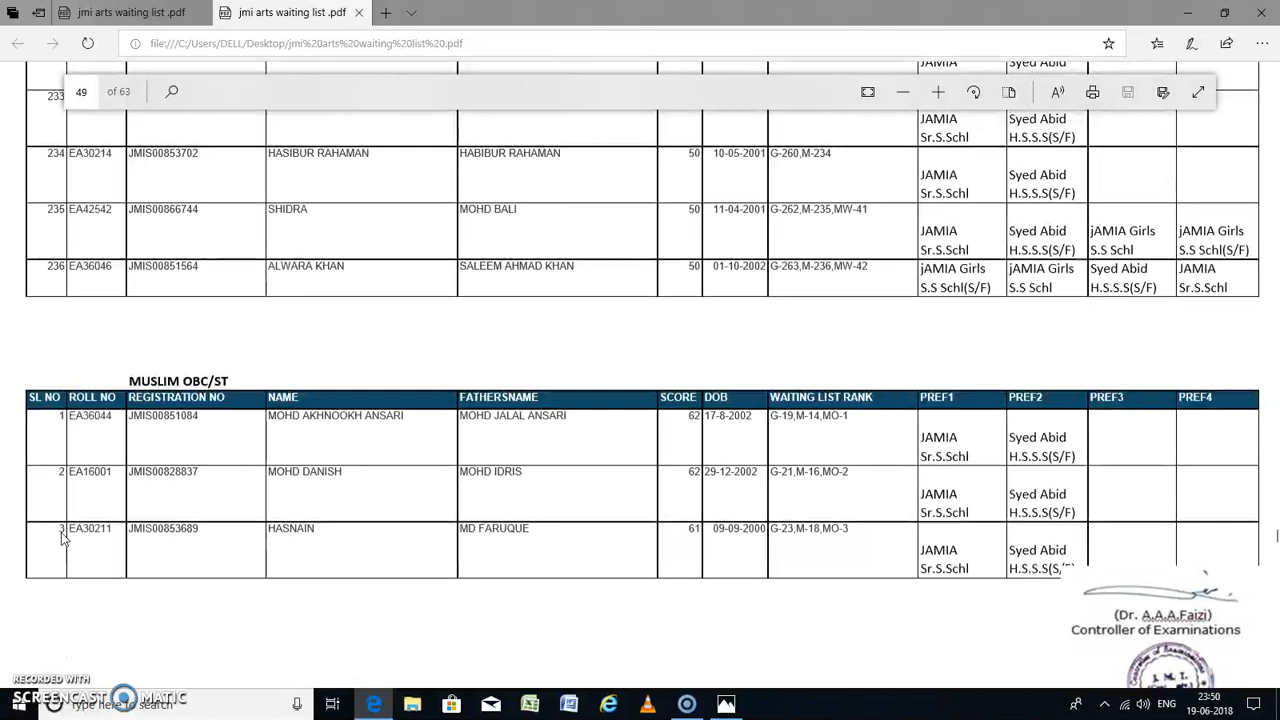 jmi arts waiting list .pdf jmi arts waiting list .pdf
file:///C:/Users/DELL/Desktop/jmi%20arts%20waiting%20list%20.pdf
JAMIA Syed Abid
49 of 63
233 JAMIA Sr.S.Schl Syed Abid H.S.S.S(S/F)
234 EA30214 JMIS00853702 HASIBUR RAHAMAN HABIBUR RAHAMAN 50 10-05-2001 G-260,M-234 JAMIA Sr.S.Schl Syed Abid H.S.S.S(S/F)
235 EA42542 JMIS00866744 SHIDRA MOHD BALI 50 11-04-2001 G-262,M-235,MW-41 JAMIA Sr.S.Schl Syed Abid H.S.S.S(S/F) jAMIA Girls S.S Schl jAMIA Girls S.S Schl(S/F)
236 EA36046 JMIS00851564 ALWARA KHAN SALEEM AHMAD KHAN 50 01-10-2002 G-263,M-236,MW-42 jAMIA Girls S.S Schl(S/F) jAMIA Girls S.S Schl Syed Abid H.S.S.S(S/F) JAMIA Sr.S.Schl
MUSLIM OBC/ST
SL NO ROLL NO REGISTRATION NO NAME FATHERSNAME SCORE DOB WAITING LIST RANK PREF1 PREF2 PREF3 PREF4
1 EA36044 JMIS00851084 MOHD AKHNOOKH ANSARI MOHD JALAL ANSARI 62 17-8-2002 G-19,M-14,MO-1 JAMIA Sr.S.Schl Syed Abid H.S.S.S(S/F)
2 EA16001 JMIS00828837 MOHD DANISH MOHD IDRIS 62 29-12-2002 G-21,M-16,MO-2 JAMIA Sr.S.Schl Syed Abid H.S.S.S(S/F)
3 EA30211 JMIS00853689 HASNAIN MD FARUQUE 61 09-09-2000 G-23,M-18,MO-3 JAMIA Sr.S.Schl Syed Abid H.S.S.S(S/F)
(Dr. A.A.A.Faizi)
Controller of Examinations
RECORDED WITH
SCREENCAST MATIC
Type here to search
ENG 23:50
19-06-2018